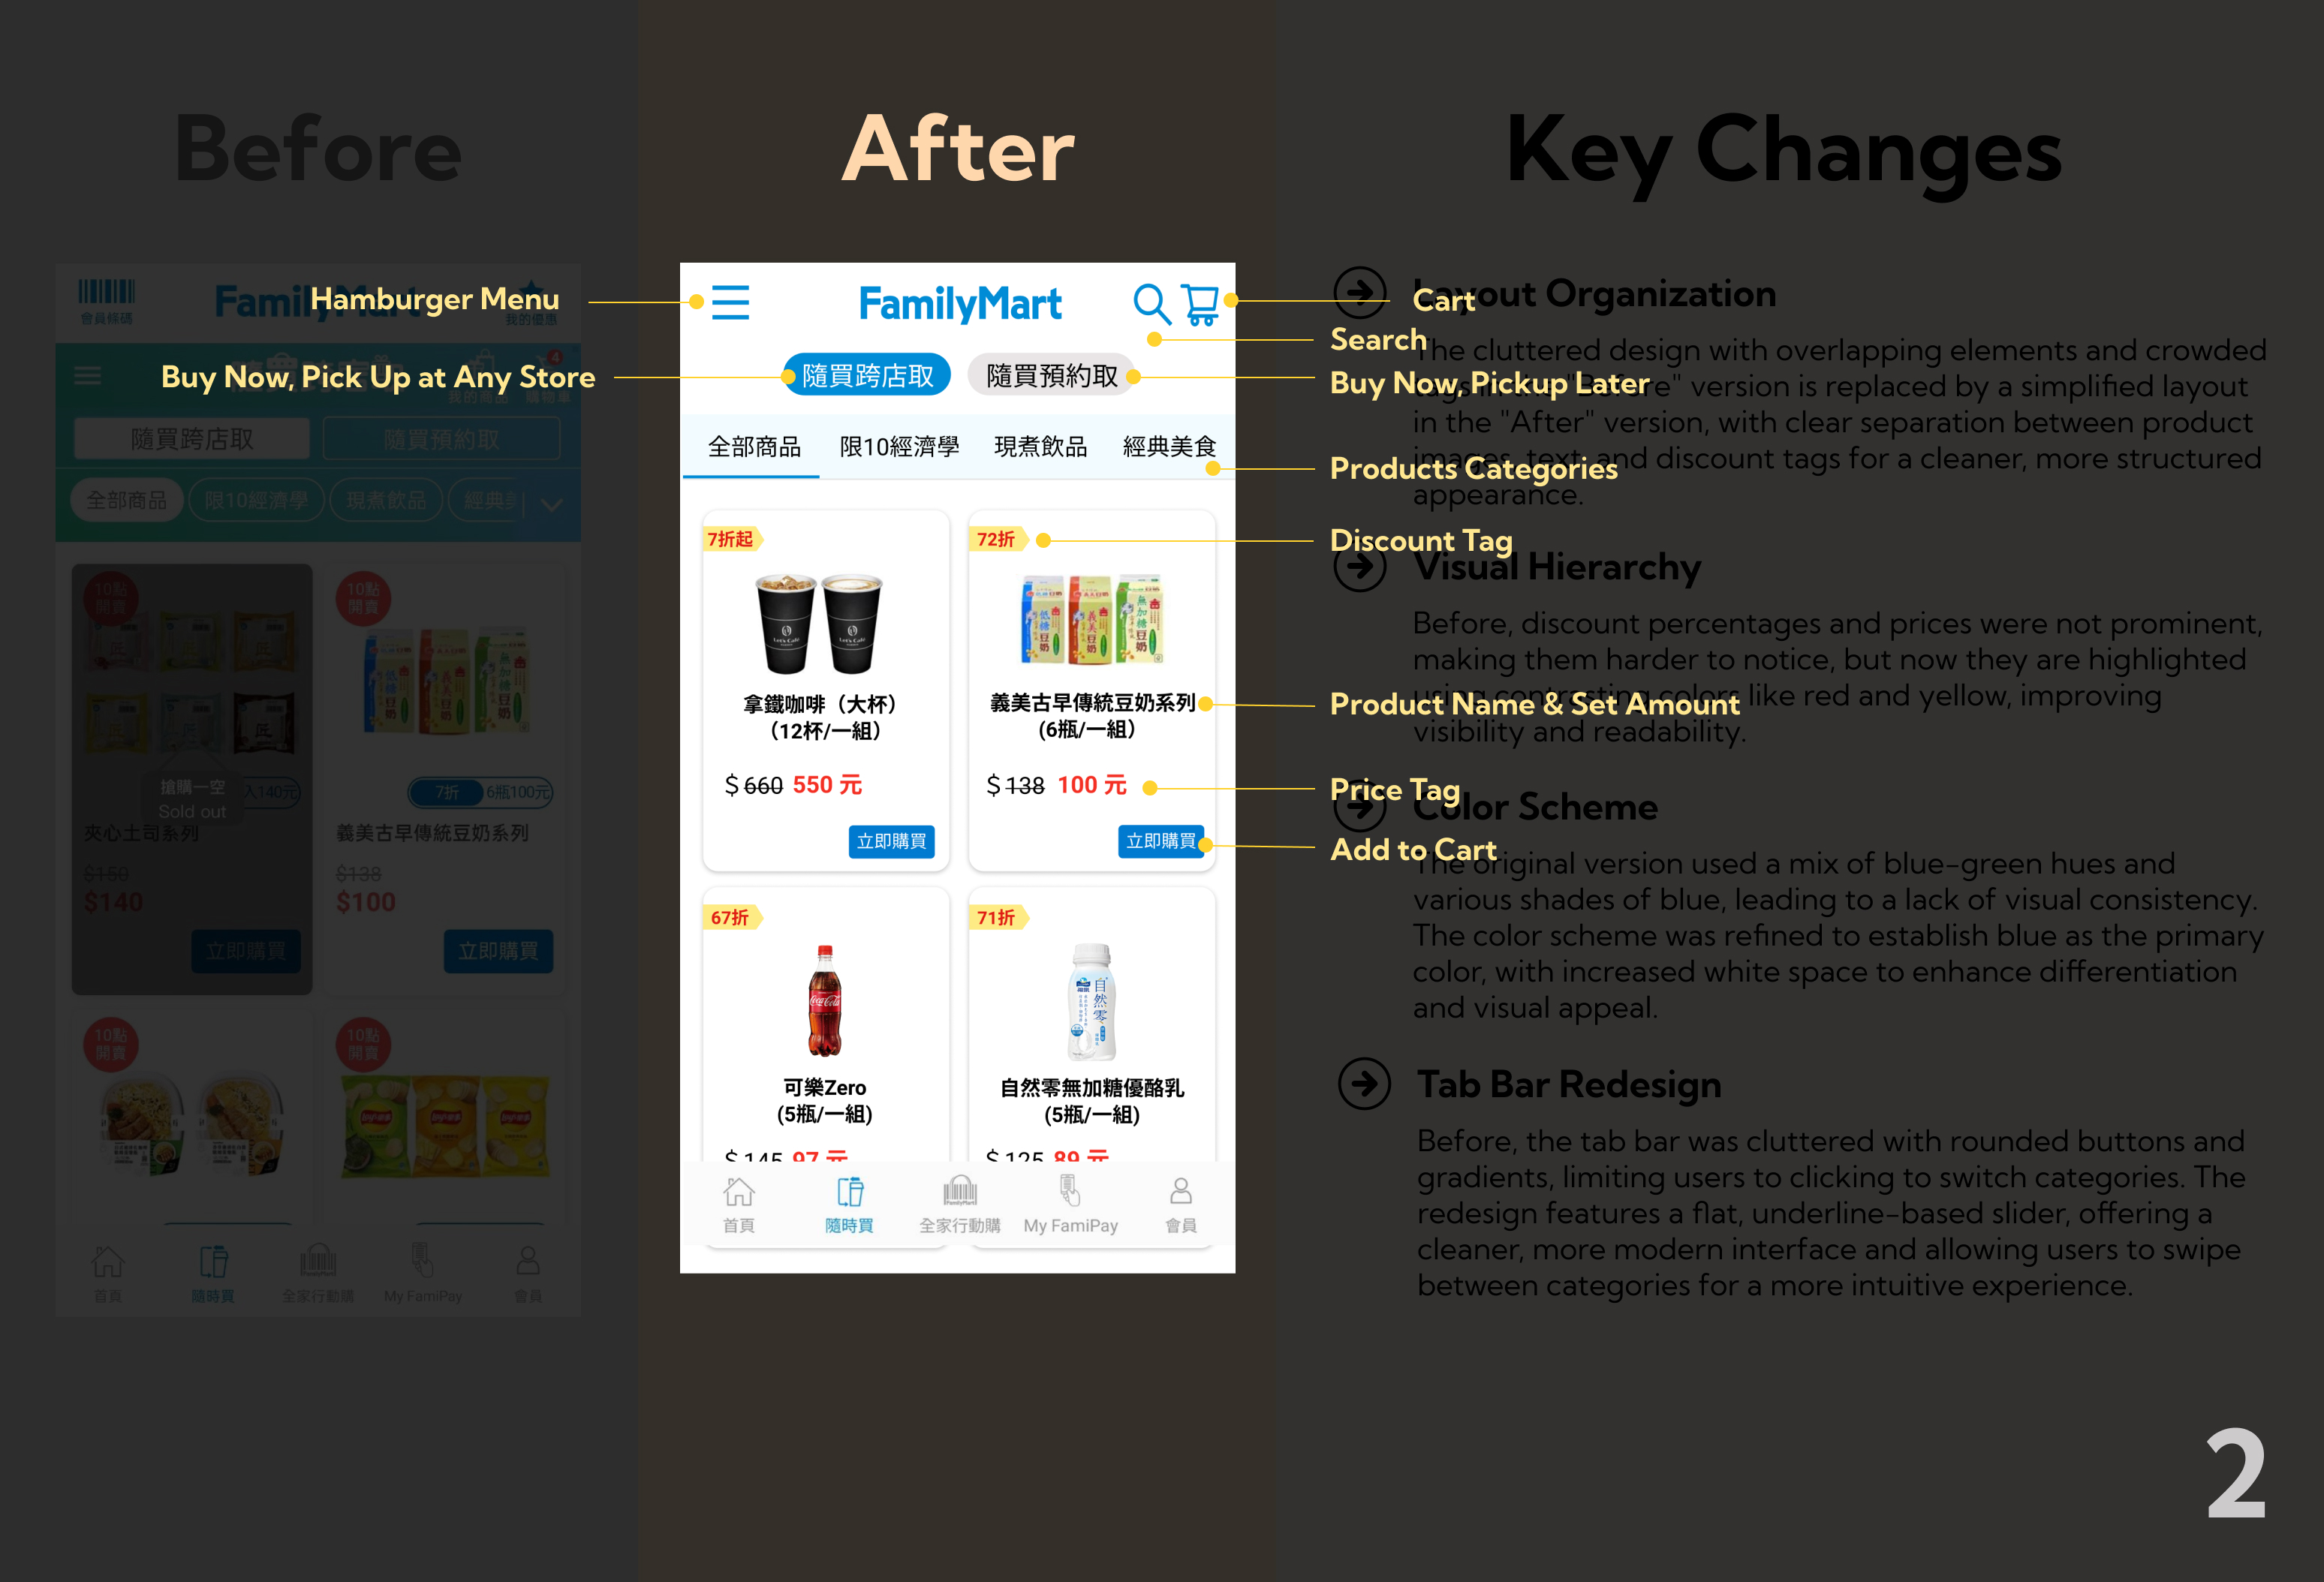 Before
After
Key Changes
會員條碼
FamilyMart
我的優惠
Hamburger Menu
Buy Now, Pick Up at Any Store
4
我的商品
購物車
隨買跨店取
隨買預約取
全部商品
限10經濟學
現煮飲品
10點
開賣
搶購一空
Sold out
入140元
夾心土司系列
$150
$140
立即購買
10點
開賣
7折
6瓶100元
義美古早傳統豆奶系列
$138
$100
立即購買
10點
開賣
10點
開賣
首頁
隨時買
全家行動購
My FamiPay
會員
FamilyMart
隨買跨店取
隨買預約取
全部商品
限10經濟學
現煮飲品
經典美食
7折起
Let's Café
拿鐵咖啡（大杯）
（12杯/一組）
$ 660 550 元
立即購買
72折
義美古早傳統豆奶系列
(6瓶/一組）
$ 138 100 元
立即購買
67折
Coca-Cola
可樂Zero
(5瓶/一組)
$ 145 97 元
71折
自然零
自然零無加糖優酪乳
(5瓶/一組)
$ 125 89 元
首頁
隨時買
全家行動購
My FamiPay
會員
Cart
Search
Buy Now, Pickup Later
Products Categories
Discount Tag
Product Name & Set Amount
Price Tag
Add to Cart
Layout Organization
The cluttered design with overlapping elements and crowded
tags in the "Before" version is replaced by a simplified layout
in the "After" version, with clear separation between product
images, text, and discount tags for a cleaner, more structured
appearance.
Visual Hierarchy
Before, discount percentages and prices were not prominent,
making them harder to notice, but now they are highlighted
using contrasting colors like red and yellow, improving
visibility and readability.
Color Scheme
The original version used a mix of blue-green hues and
various shades of blue, leading to a lack of visual consistency.
The color scheme was refined to establish blue as the primary
color, with increased white space to enhance differentiation
and visual appeal.
Tab Bar Redesign
Before, the tab bar was cluttered with rounded buttons and
gradients, limiting users to clicking to switch categories. The
redesign features a flat, underline-based slider, offering a
cleaner, more modern interface and allowing users to swipe
between categories for a more intuitive experience.
2